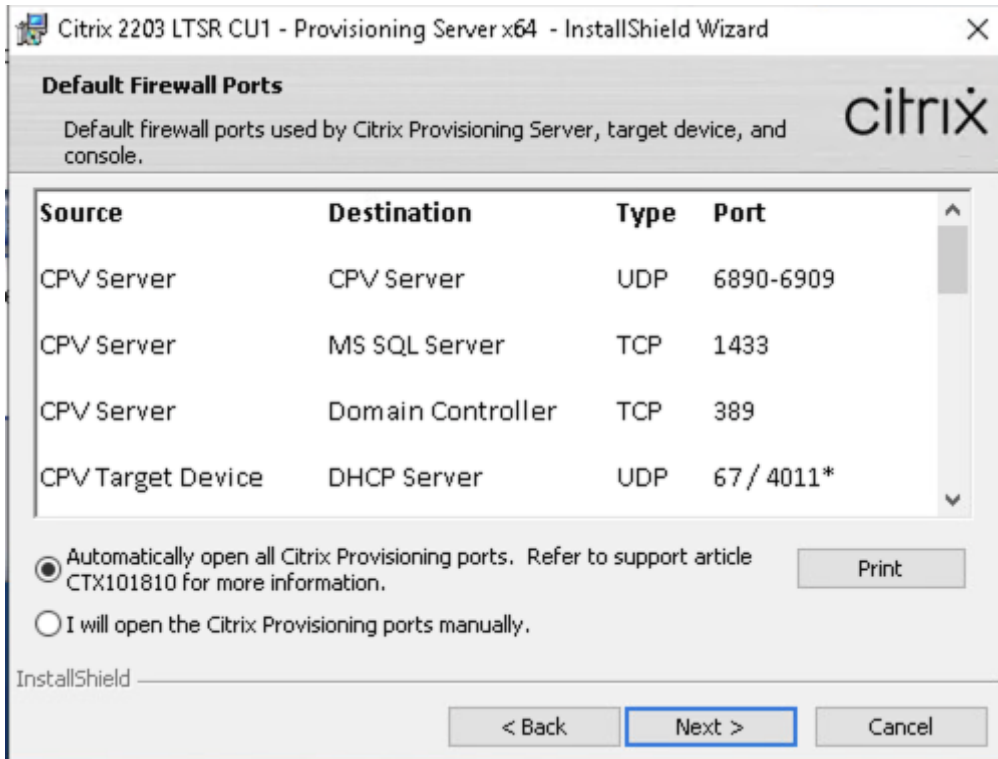 Citrix 2203 LTSR CU1 - Provisioning Server x64 - InstallShield Wizard
Default Firewall Ports
citrix
Default firewall ports used by Citrix Provisioning Server, target device, and
console.
Source Destination Type Port
CPV Server CPV Server UDP 6890-6909
CPV Server MS SQL Server TCP 1433
CPV Server Domain Controller TCP 389
CPV Target Device DHCP Server UDP 67 / 4011*
Automatically open all Citrix Provisioning ports. Refer to support article
CTX101810 for more information.
Print
I will open the Citrix Provisioning ports manually.
InstallShield
< Back Next > Cancel